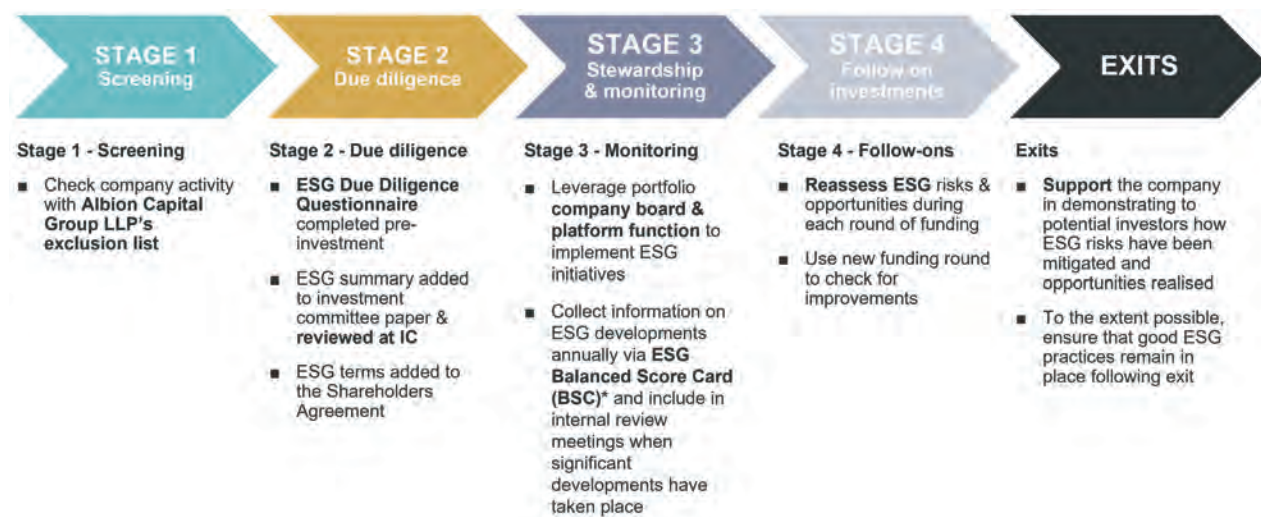 STAGE 1
Screening
STAGE 2
Due diligence
STAGE 3
Stewardship
& monitoring
STAGE 4
Follow on
investments
EXITS
Stage 1 - Screening
■ Check company activity
with Albion Capital
Group LLP's
exclusion list
Stage 2 - Due diligence
■ ESG Due Diligence
Questionnaire
completed pre-
investment
■ ESG summary added
to investment
committee paper &
reviewed at IC
■ ESG terms added to
the Shareholders
Agreement
Stage 3 - Monitoring
■ Leverage portfolio
company board &
platform function to
implement ESG
initiatives
■ Collect information on
ESG developments
annually via ESG
Balanced Score Card
(BSC)* and include in
internal review
meetings when
significant
developments have
taken place
Stage 4 - Follow-ons
■ Reassess ESG risks &
opportunities during
each round of funding
■ Use new funding round
to check for
improvements
Exits
■ Support the company
in demonstrating to
potential investors how
ESG risks have been
mitigated and
opportunities realised
■ To the extent possible,
ensure that good ESG
practices remain in
place following exit